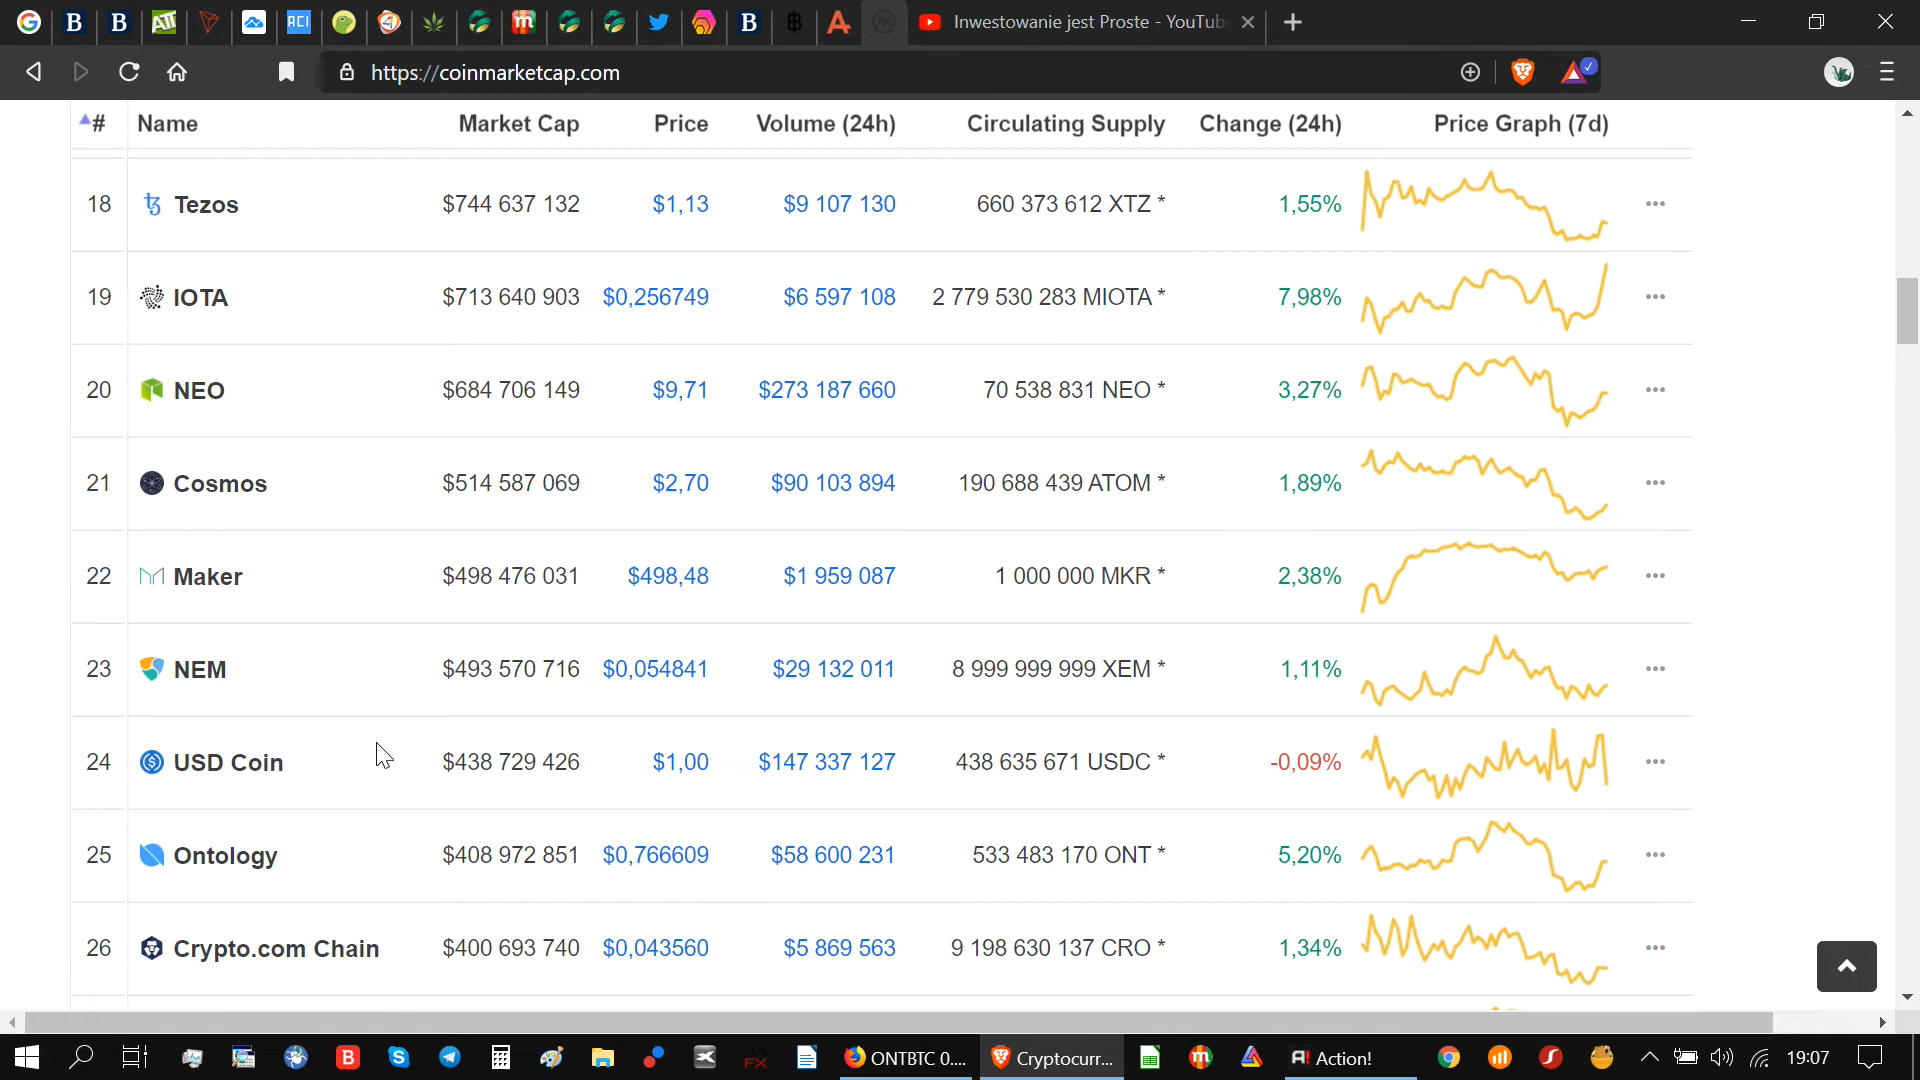 Inwestowanie jest Proste - YouTub
https://coinmarketcap.com
# Name Market Cap Price Volume (24h) Circulating Supply Change (24h) Price Graph (7d)
18 Tezos $744 637 132 $1,13 $9 107 130 660 373 612 XTZ * 1,55%
19 IOTA $713 640 903 $0,256749 $6 597 108 2 779 530 283 MIOTA * 7,98%
20 NEO $684 706 149 $9,71 $273 187 660 70 538 831 NEO * 3,27%
21 Cosmos $514 587 069 $2,70 $90 103 894 190 688 439 ATOM * 1,89%
22 Maker $498 476 031 $498,48 $1 959 087 1 000 000 MKR * 2,38%
23 NEM $493 570 716 $0,054841 $29 132 011 8 999 999 999 XEM * 1,11%
24 USD Coin $438 729 426 $1,00 $147 337 127 438 635 671 USDC * -0,09%
25 Ontology $408 972 851 $0,766609 $58 600 231 533 483 170 ONT * 5,20%
26 Crypto.com Chain $400 693 740 $0,043560 $5 869 563 9 198 630 137 CRO * 1,34%
ONTBTC 0.... Cryptocurr... Action! 19:07